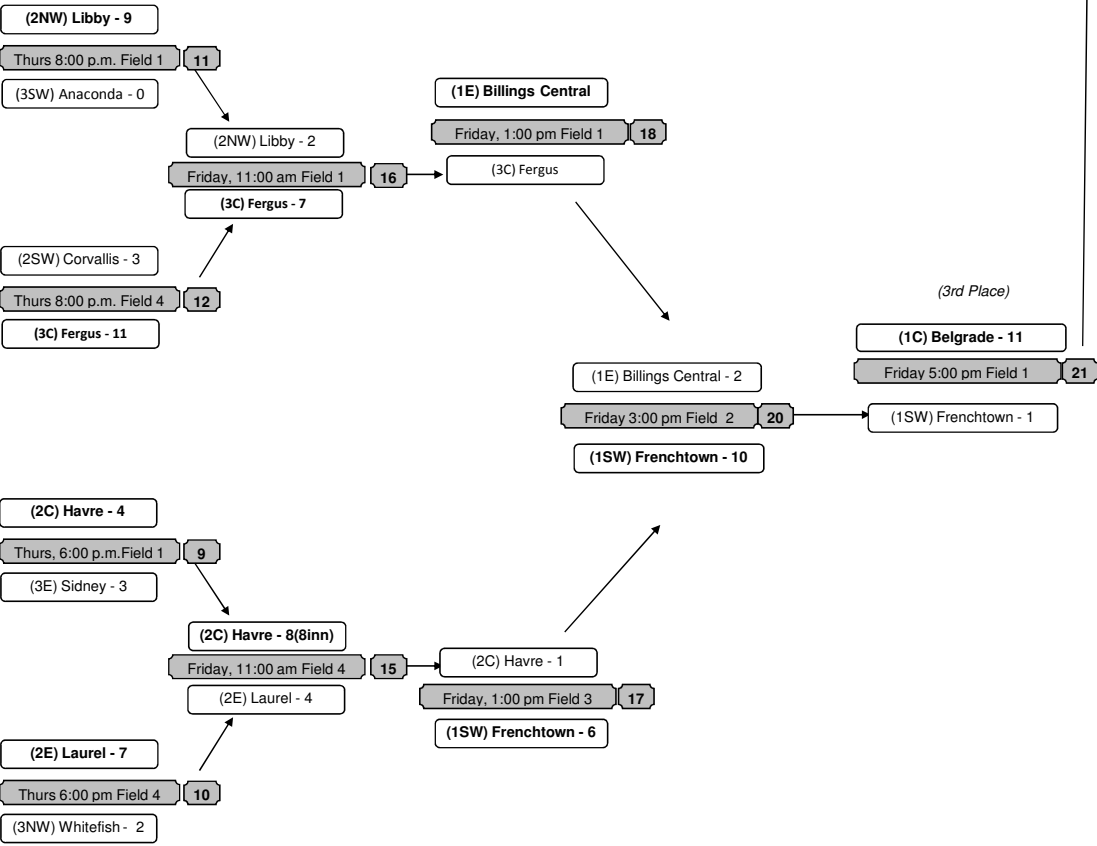 (2NW) Libby - 9
Thurs 8:00 p.m. Field 1
11
(3SW) Anaconda - 0
(2NW) Libby - 2
Friday, 11:00 am Field 1
16
(3C) Fergus - 7
(2SW) Corvallis - 3
Thurs 8:00 p.m. Field 4
12
(3C) Fergus - 11
(1E) Billings Central
Friday, 1:00 pm Field 1
18
(3C) Fergus
(3rd Place)
(1C) Belgrade - 11
Friday 5:00 pm Field 1
21
(1SW) Frenchtown - 1
(1E) Billings Central - 2
Friday 3:00 pm Field 2
20
(1SW) Frenchtown - 10
(2C) Havre - 4
Thurs, 6:00 p.m.Field 1
9
(3E) Sidney - 3
(2C) Havre - 8(8inn)
Friday, 11:00 am Field 4
15
(2E) Laurel - 4
(2C) Havre - 1
Friday, 1:00 pm Field 3
17
(1SW) Frenchtown - 6
(2E) Laurel - 7
Thurs 6:00 pm Field 4
10
(3NW) Whitefish - 2